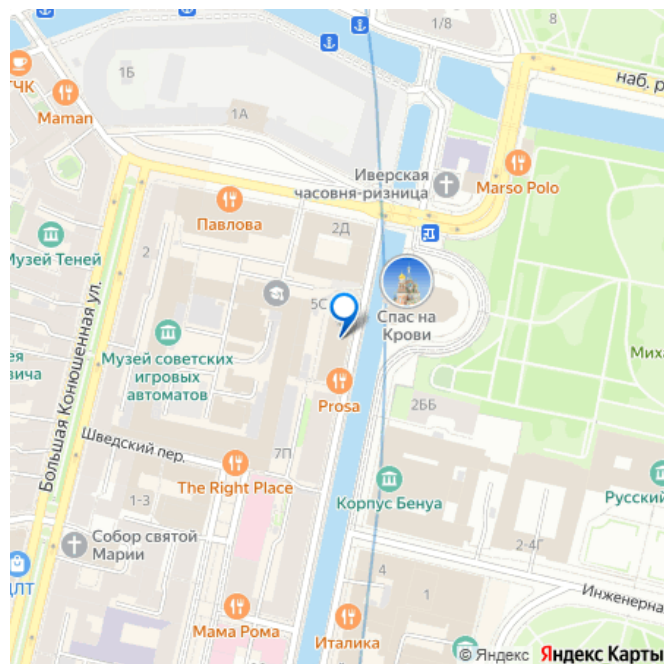 8
1/8
1Б
ТЧК
наб. р
Maman
1А
Иверская
часовня-ризница
Marso Polo
Павлова
2Д
2
Музей Теней
5С
Спас на
Крови
Большая Конюшенная ул.
Музей советских
игровых
автоматов
Миха
ея
вича
Prosa
2ББ
Шведский пер.
7П
The Right Place
Корпус Бенуа
Русский
1-3
Собор святой
Марии
2-4Г
ДЛТ
4
1
Инженерна
Мама Рома
Италика
© Яндекс Яндекс Карты